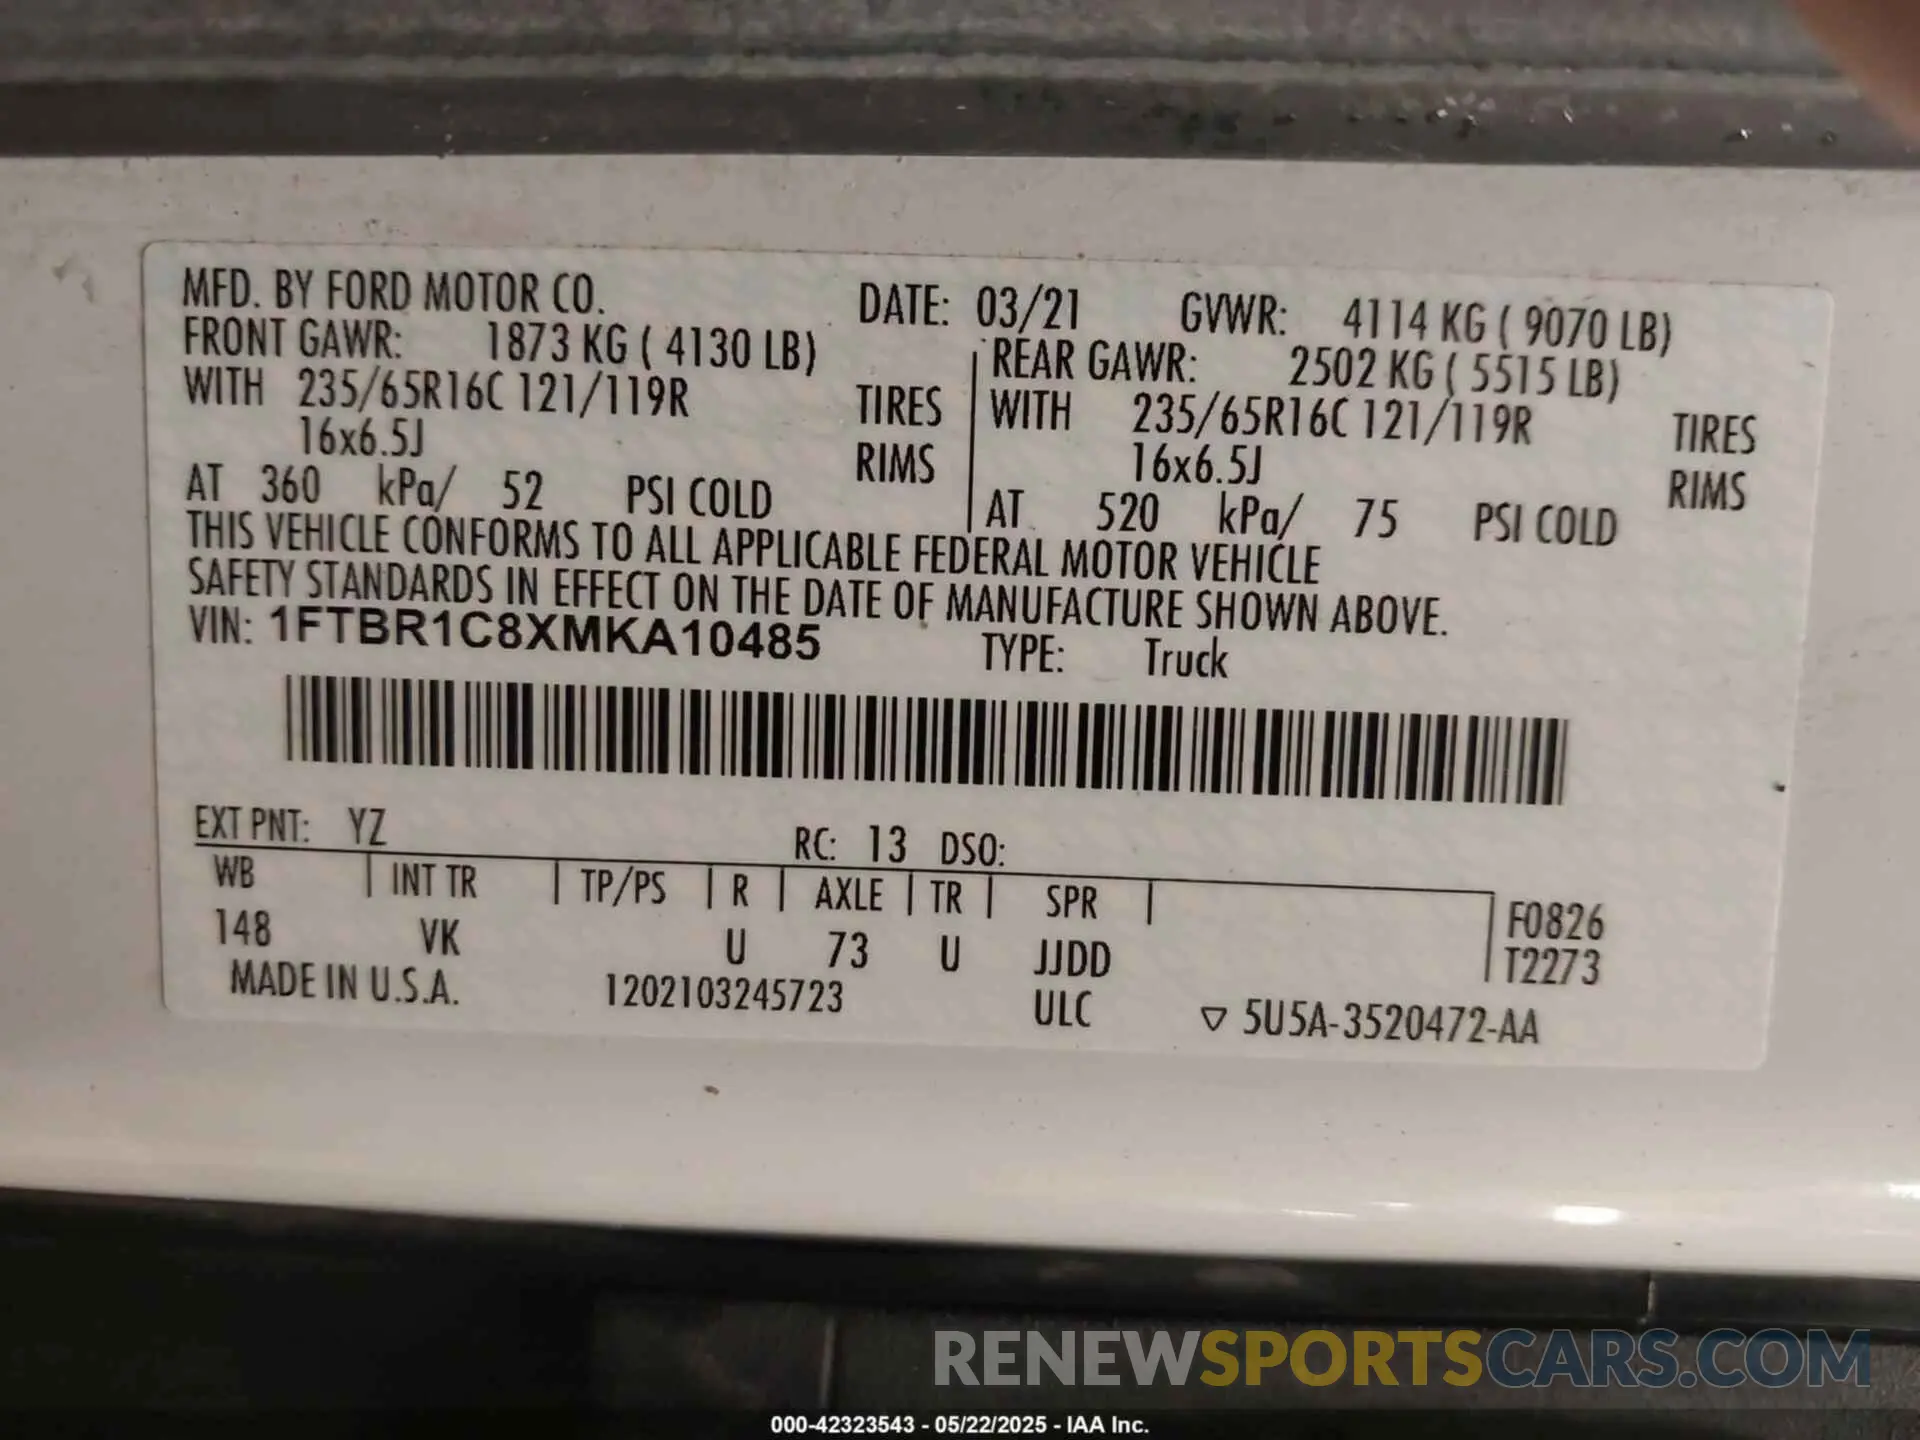 MFD. BY FORD MOTOR CO. DATE: 03/21 GVWR: 4114 KG ( 9070 LB)
FRONT GAWR: 1873 KG ( 4130 LB) REAR GAWR: 2502 KG ( 5515 LB)
WITH 235/65R16C 121/119R TIRES WITH 235/65R16C 121/119R TIRES
16x6.5J RIMS 16x6.5J RIMS
AT 360 kPa/ 52 PSI COLD AT 520 kPa/ 75 PSI COLD
THIS VEHICLE CONFORMS TO ALL APPLICABLE FEDERAL MOTOR VEHICLE
SAFETY STANDARDS IN EFFECT ON THE DATE OF MANUFACTURE SHOWN ABOVE.
VIN: 1FTBR1C8XMKA10485 TYPE: Truck
EXT PNT: YZ RC: 13 DSO:
WB INT TR TP/PS R AXLE TR SPR F0826
148 VK U 73 U JJDD T2273
MADE IN U.S.A. 1202103245723 ULC ▽ 5U5A-3520472-AA
RENEWSPORTSCARS.COM
000-42323543 - 05/22/2025 - IAA Inc.